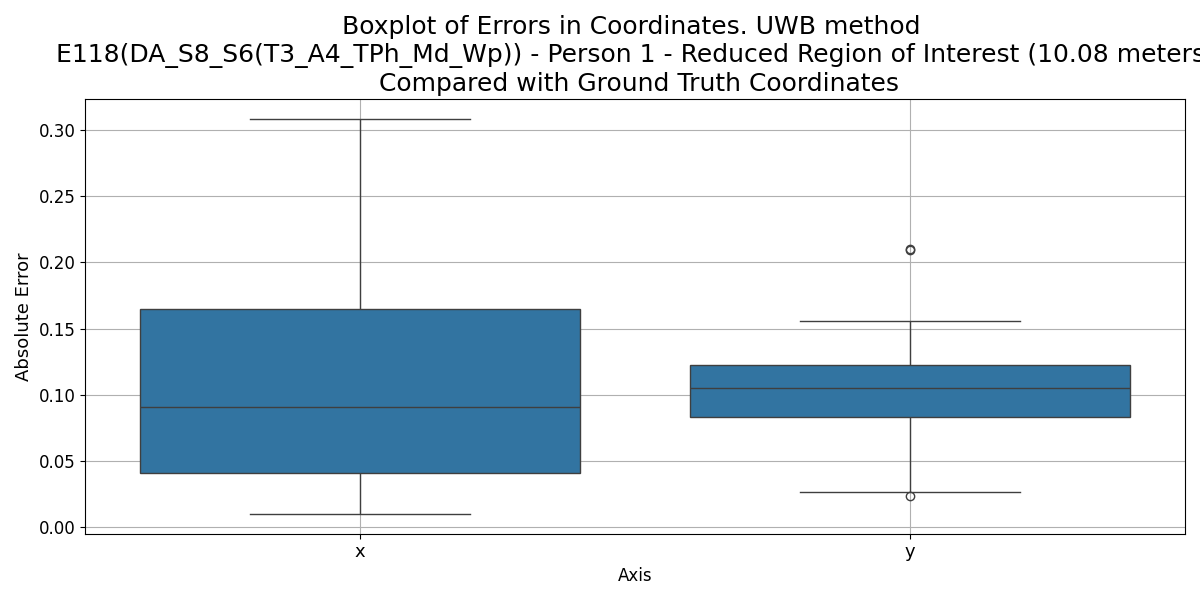 Boxplot of Errors in Coordinates. UWB method
E118(DA_S8_S6(T3_A4_TPh_Md_Wp)) - Person 1 - Reduced Region of Interest (10.08 meters
Compared with Ground Truth Coordinates
0.30
0.25
0.20
0.15
0.10
0.05
0.00
Absolute Error
x
y
Axis